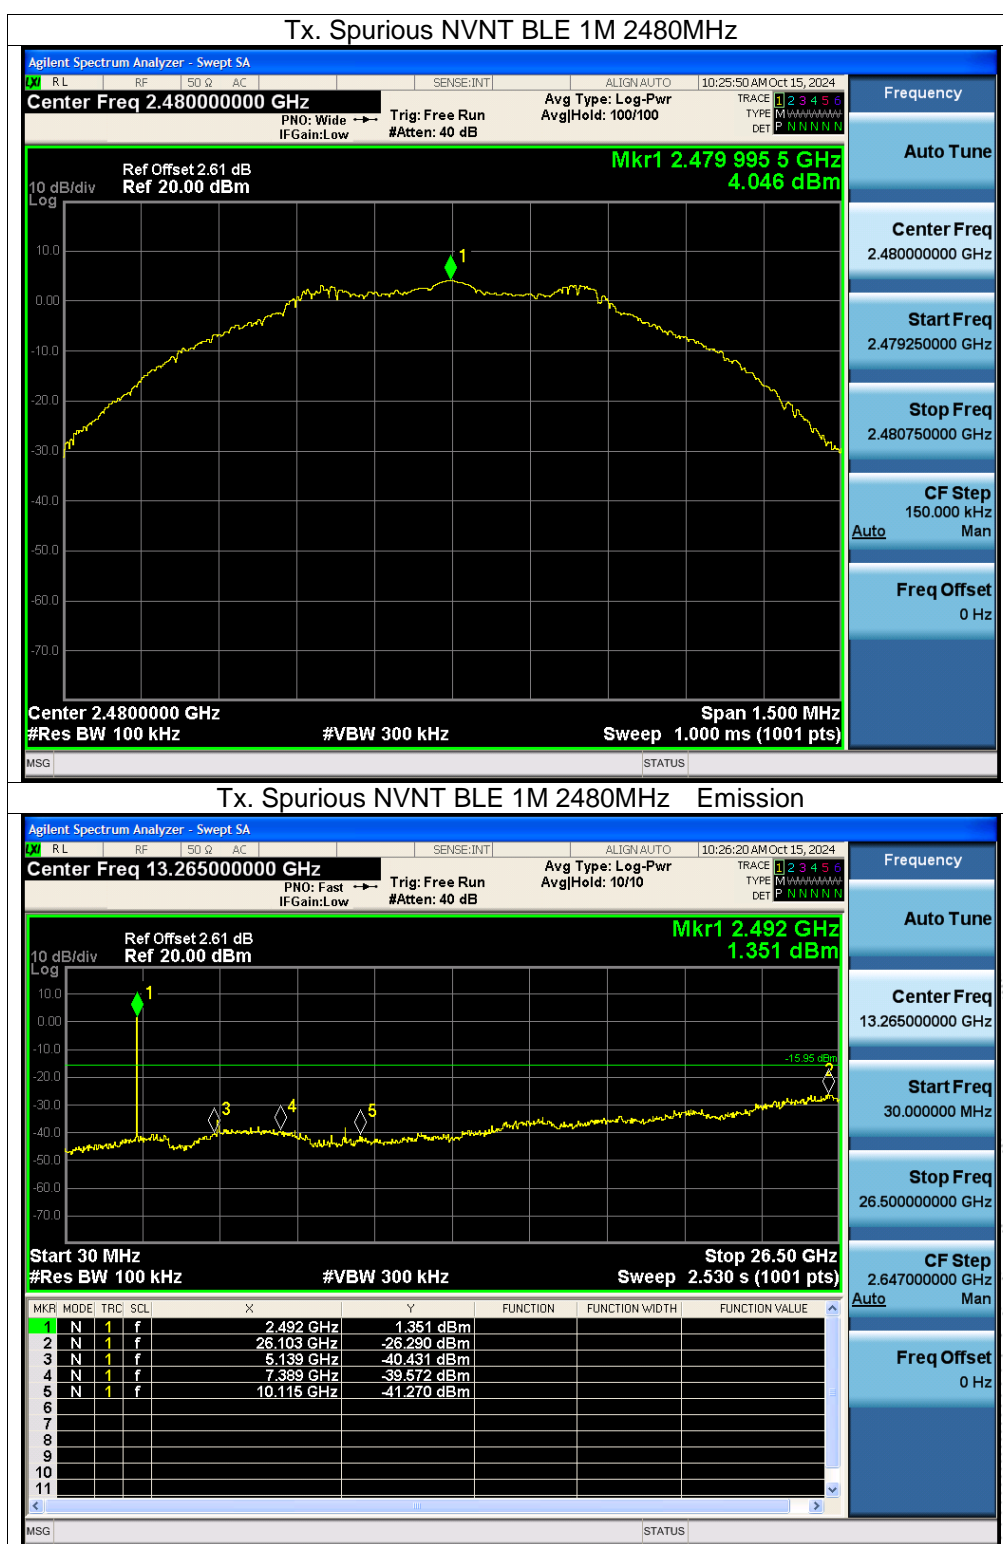 Tx. Spurious NVNT BLE 1M 2480MHz
Agilent Spectrum Analyzer - Swept SA
LXI RL RF 50 Ω AC SENSE:INT ALIGN AUTO 10:25:50 AM Oct 15, 2024
Center Freq 2.480000000 GHz
PNO: Wide
IFGain:Low
Trig: Free Run
#Atten: 40 dB
Avg Type: Log-Pwr
Avg|Hold: 100/100
TRACE 1 2 3 4 5 6
TYPE M
DET P N N N N N
Mkr1 2.479 995 5 GHz
4.046 dBm
Ref Offset 2.61 dB
10 dB/div Ref 20.00 dBm
Log
10.0
0.00
-10.0
-20.0
-30.0
-40.0
-50.0
-60.0
-70.0
1
Center 2.4800000 GHz Span 1.500 MHz
#Res BW 100 kHz #VBW 300 kHz Sweep 1.000 ms (1001 pts)
MSG STATUS
Frequency
Auto Tune
Center Freq
2.480000000 GHz
Start Freq
2.479250000 GHz
Stop Freq
2.480750000 GHz
CF Step
150.000 kHz
Auto Man
Freq Offset
0 Hz
Tx. Spurious NVNT BLE 1M 2480MHz Emission
Agilent Spectrum Analyzer - Swept SA
LXI RL RF 50 Ω AC SENSE:INT ALIGN AUTO 10:26:20 AM Oct 15, 2024
Center Freq 13.265000000 GHz
PNO: Fast
IFGain:Low
Trig: Free Run
#Atten: 40 dB
Avg Type: Log-Pwr
Avg|Hold: 10/10
TRACE 1 2 3 4 5 6
TYPE M
DET P N N N N N
Mkr1 2.492 GHz
1.351 dBm
Ref Offset 2.61 dB
10 dB/div Ref 20.00 dBm
Log
10.0
0.00
-10.0
-20.0
-30.0
-40.0
-50.0
-60.0
-70.0
1
-15.95 dBm
2
3
4
5
Start 30 MHz Stop 26.50 GHz
#Res BW 100 kHz #VBW 300 kHz Sweep 2.530 s (1001 pts)
MKR MODE TRC SCL X Y FUNCTION FUNCTION WIDTH FUNCTION VALUE
1 N 1 f 2.492 GHz 1.351 dBm
2 N 1 f 26.103 GHz -26.290 dBm
3 N 1 f 5.139 GHz -40.431 dBm
4 N 1 f 7.389 GHz -39.572 dBm
5 N 1 f 10.115 GHz -41.270 dBm
6
7
8
9
10
11
MSG STATUS
Frequency
Auto Tune
Center Freq
13.265000000 GHz
Start Freq
30.000000 MHz
Stop Freq
26.500000000 GHz
CF Step
2.647000000 GHz
Auto Man
Freq Offset
0 Hz